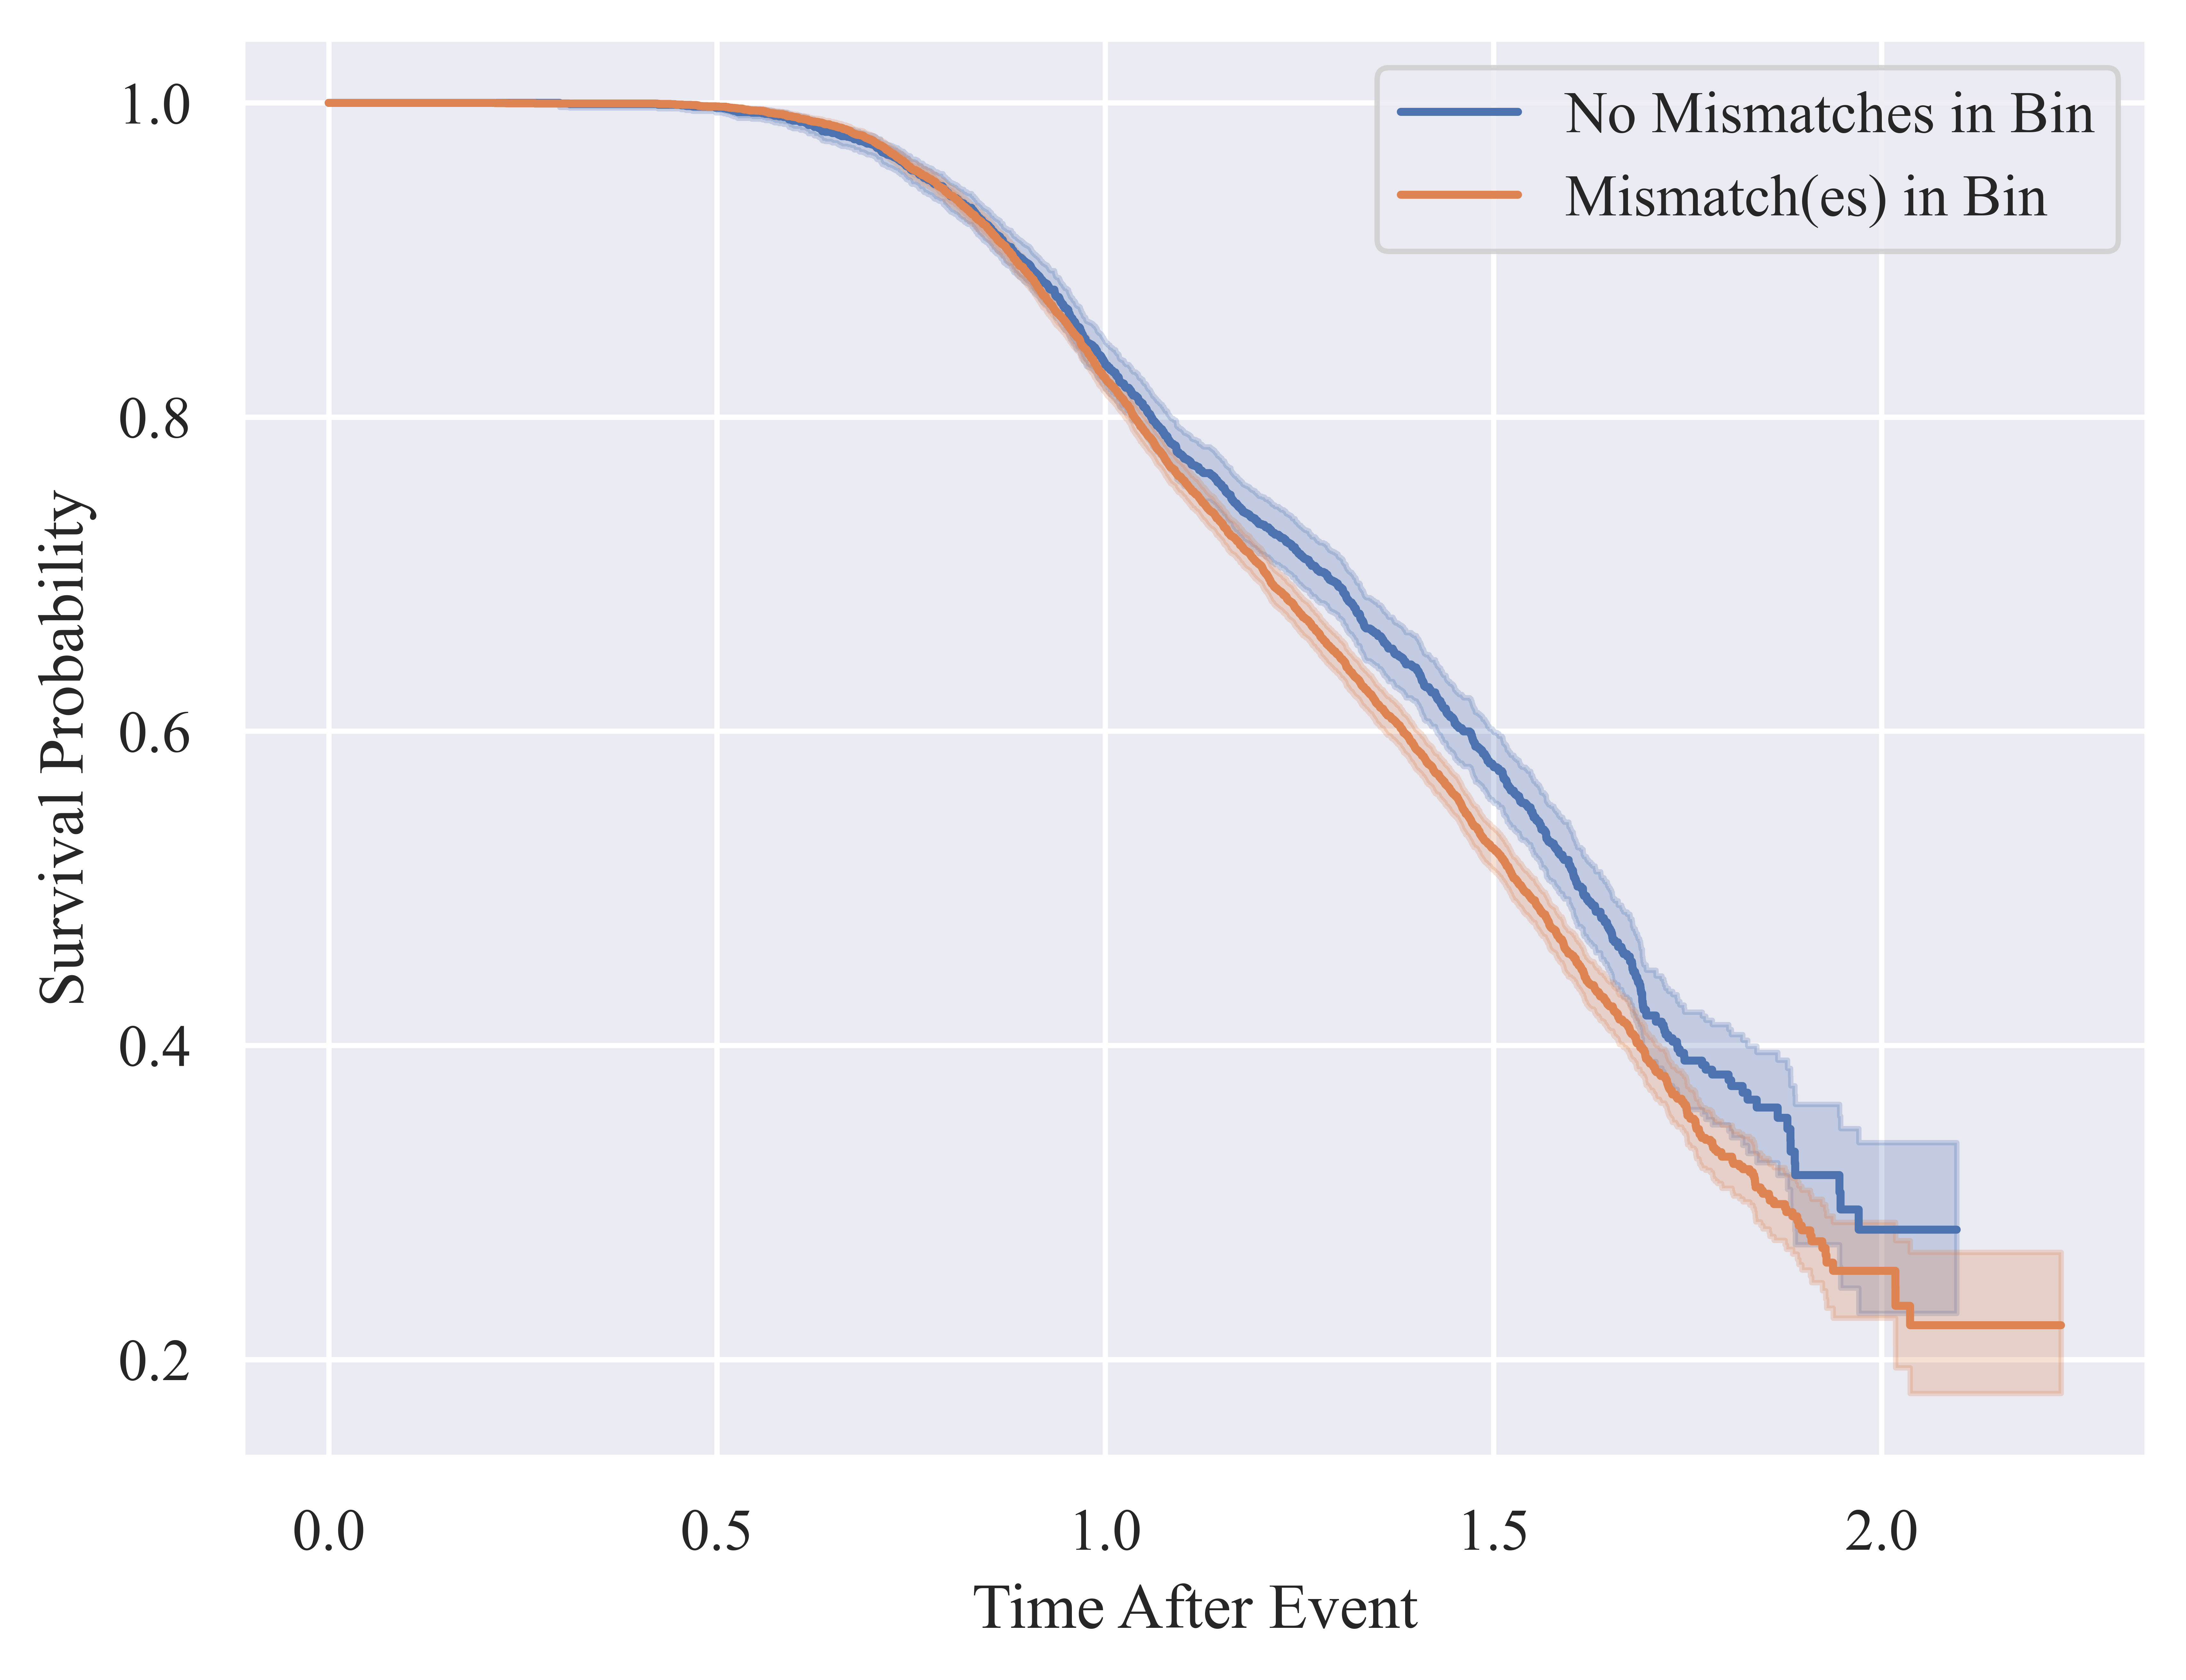 No Mismatches in Bin
Mismatch(es) in Bin
1.0
0.8
0.6
0.4
0.2
Survival Probability
0.0 0.5 1.0 1.5 2.0
Time After Event